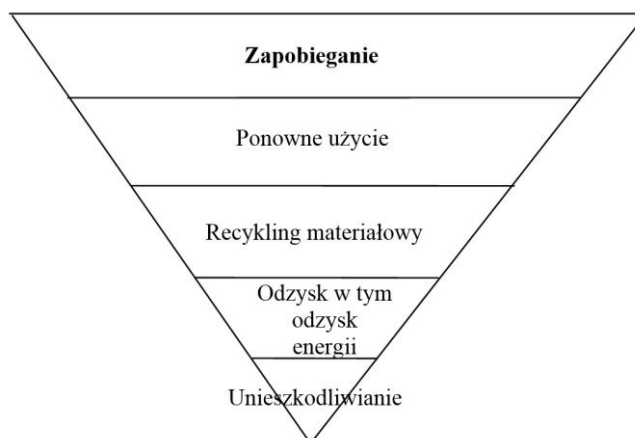 Zapobieganie
Ponowne użycie
Recykling materiałowy
Odzysk w tym
odzysk
energii
Unieszkodliwianie